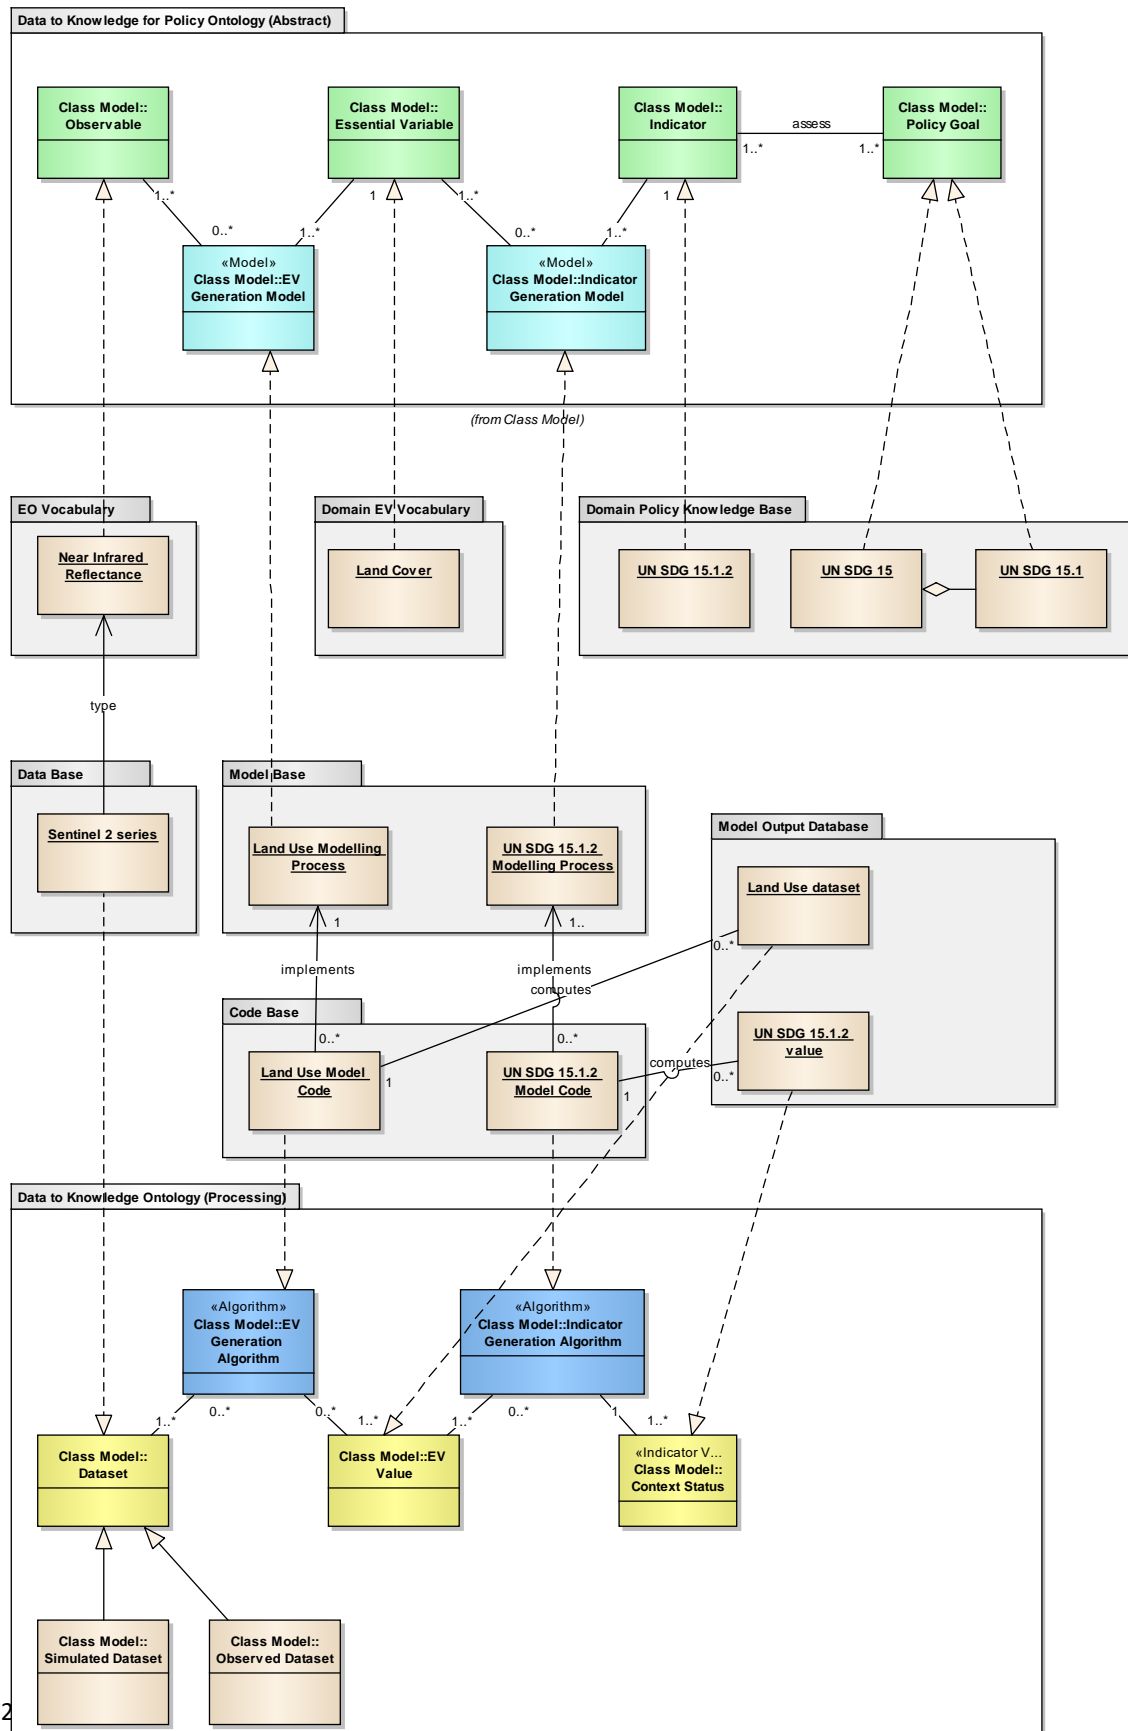 Data to Knowledge for Policy Ontology (Abstract)
Class Model::
Observable
Class Model::
Essential Variable
Class Model::
Indicator
Class Model::
Policy Goal
assess
1..*
1..*
1..*
1
1..*
1
0..*
1..*
0..*
1..*
«Model»
Class Model::EV
Generation Model
«Model»
Class Model::Indicator
Generation Model
(from Class Model)
EO Vocabulary
Near Infrared
Reflectance
Domain EV Vocabulary
Land Cover
Domain Policy Knowledge Base
UN SDG 15.1.2
UN SDG 15
UN SDG 15.1
type
Data Base
Sentinel 2 series
Model Base
Land Use Modelling
Process
UN SDG 15.1.2
Modelling Process
Model Output Database
Land Use dataset
1
1..
0..*
implements
implements
computes
Code Base
0..*
0..*
Land Use Model
Code
1
UN SDG 15.1.2
Model Code
1
computes
0..*
UN SDG 15.1.2
value
Data to Knowledge Ontology (Processing)
«Algorithm»
Class Model::EV
Generation
Algorithm
«Algorithm»
Class Model::Indicator
Generation Algorithm
1..*
0..*
0..*
1..*
1..*
0..*
1
1..*
Class Model::
Dataset
Class Model::EV
Value
«Indicator V...
Class Model::
Context Status
Class Model::
Simulated Dataset
Class Model::
Observed Dataset
2